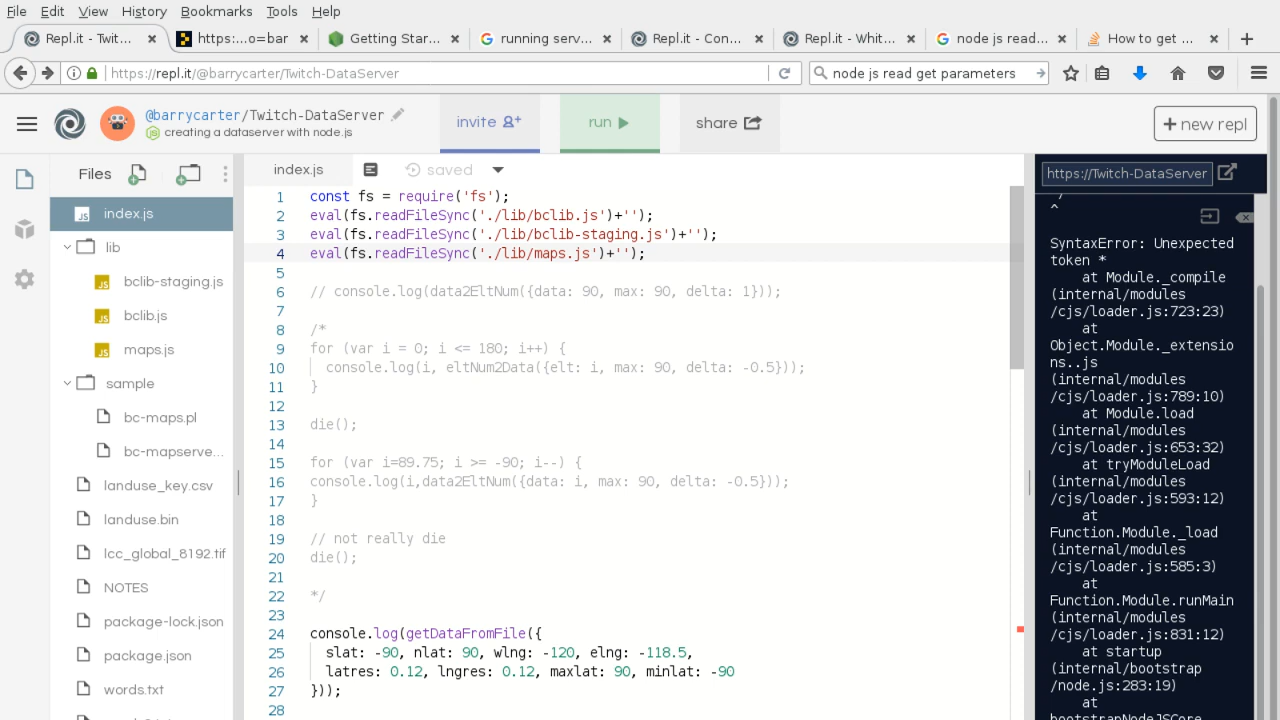 File Edit View History Bookmarks Tools Help
Repl.it - Twit… × https:…o=bar × Getting Star… × running serv… × Repl.it - Con… × Repl.it - Whit… × node js read… × How to get … × +
https://repl.it/@barrycarter/Twitch-DataServer
node js read get parameters
@barrycarter/Twitch-DataServer
creating a dataserver with node.js
invite
run
share
+ new repl
Files
index.js
lib
bclib-staging.js
bclib.js
maps.js
sample
bc-maps.pl
bc-mapserve...
landuse_key.csv
landuse.bin
lcc_global_8192.tif
NOTES
package-lock.json
package.json
words.txt
index.js
saved
1 const fs = require('fs');
2 eval(fs.readFileSync('./lib/bclib.js')+'');
3 eval(fs.readFileSync('./lib/bclib-staging.js')+'');
4 eval(fs.readFileSync('./lib/maps.js')+'');
5
6 // console.log(data2EltNum({data: 90, max: 90, delta: 1}));
7
8 /*
9 for (var i = 0; i <= 180; i++) {
10 console.log(i, eltNum2Data({elt: i, max: 90, delta: -0.5}));
11 }
12
13 die();
14
15 for (var i=89.75; i >= -90; i--) {
16 console.log(i,data2EltNum({data: i, max: 90, delta: -0.5}));
17 }
18
19 // not really die
20 die();
21
22 */
23
24 console.log(getDataFromFile({
25 slat: -90, nlat: 90, wlng: -120, elng: -118.5,
26 latres: 0.12, lngres: 0.12, maxlat: 90, minlat: -90
27 }));
28
https://Twitch-DataServer
^
SyntaxError: Unexpected
token *
at Module._compile
(internal/modules
/cjs/loader.js:723:23)
at
Object.Module._extensio
ns..js
(internal/modules
/cjs/loader.js:789:10)
at Module.load
(internal/modules
/cjs/loader.js:653:32)
at tryModuleLoad
(internal/modules
/cjs/loader.js:593:12)
at
Function.Module._load
(internal/modules
/cjs/loader.js:585:3)
at
Function.Module.runMain
(internal/modules
/cjs/loader.js:831:12)
at startup
(internal/bootstrap
/node.js:283:19)
at
bootstrapNodeJSCore